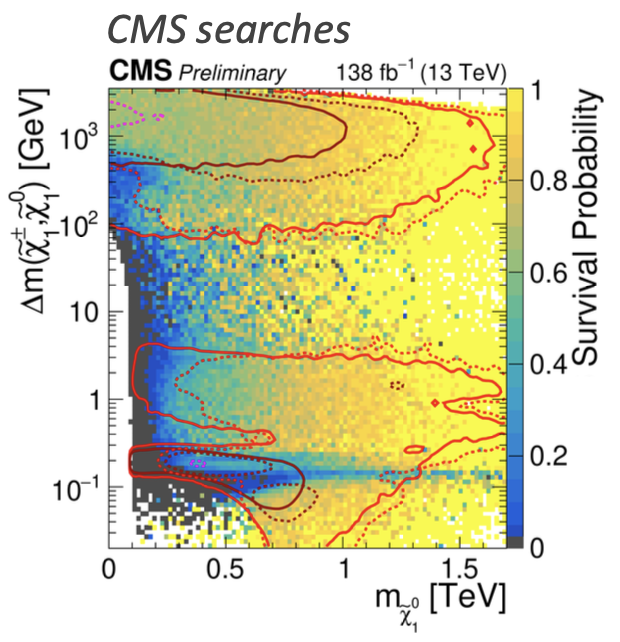 CMS searches
CMS Preliminary 138 fb⁻¹ (13 TeV)
Δm(χ̃₁±,χ̃₁⁰) [GeV]
10³
10²
10
1
10⁻¹
0 0.5 1 1.5
m_χ̃₁⁰ [TeV]
1
0.8
0.6
0.4
0.2
0
Survival Probability